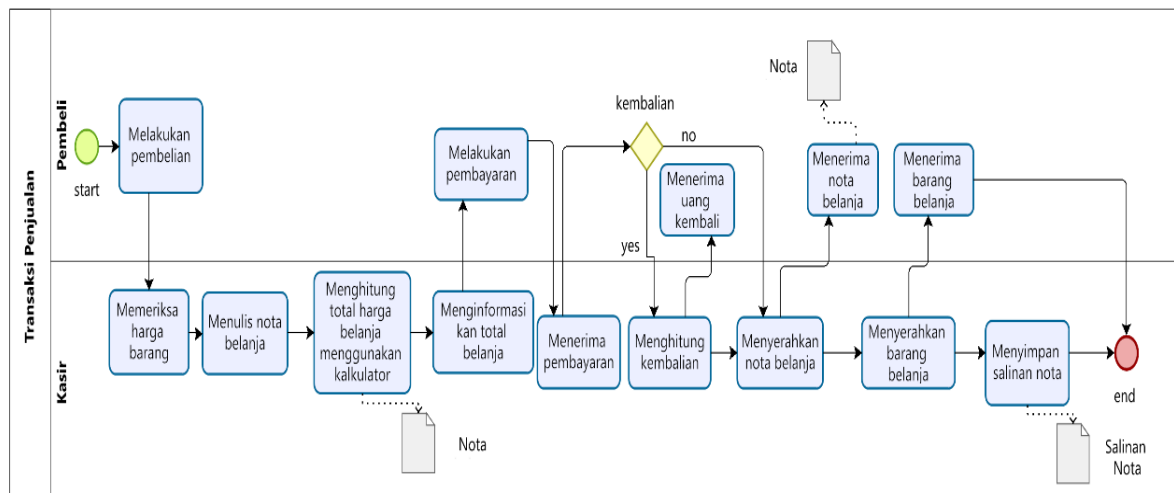 Transaksi Penjualan
Pembeli
start
Melakukan
pembelian
Melakukan
pembayaran
kembalian
no
yes
Menerima
uang
kembali
Nota
Menerima
nota
belanja
Menerima
barang
belanja
Kasir
Memeriksa
harga
barang
Menulis nota
belanja
Menghitung
total harga
belanja
menggunakan
kalkulator
Nota
Menginformasi
kan total
belanja
Menerima
pembayaran
Menghitung
kembalian
Menyerahkan
nota belanja
Menyerahkan
barang
belanja
Menyimpan
salinan nota
Salinan
Nota
end